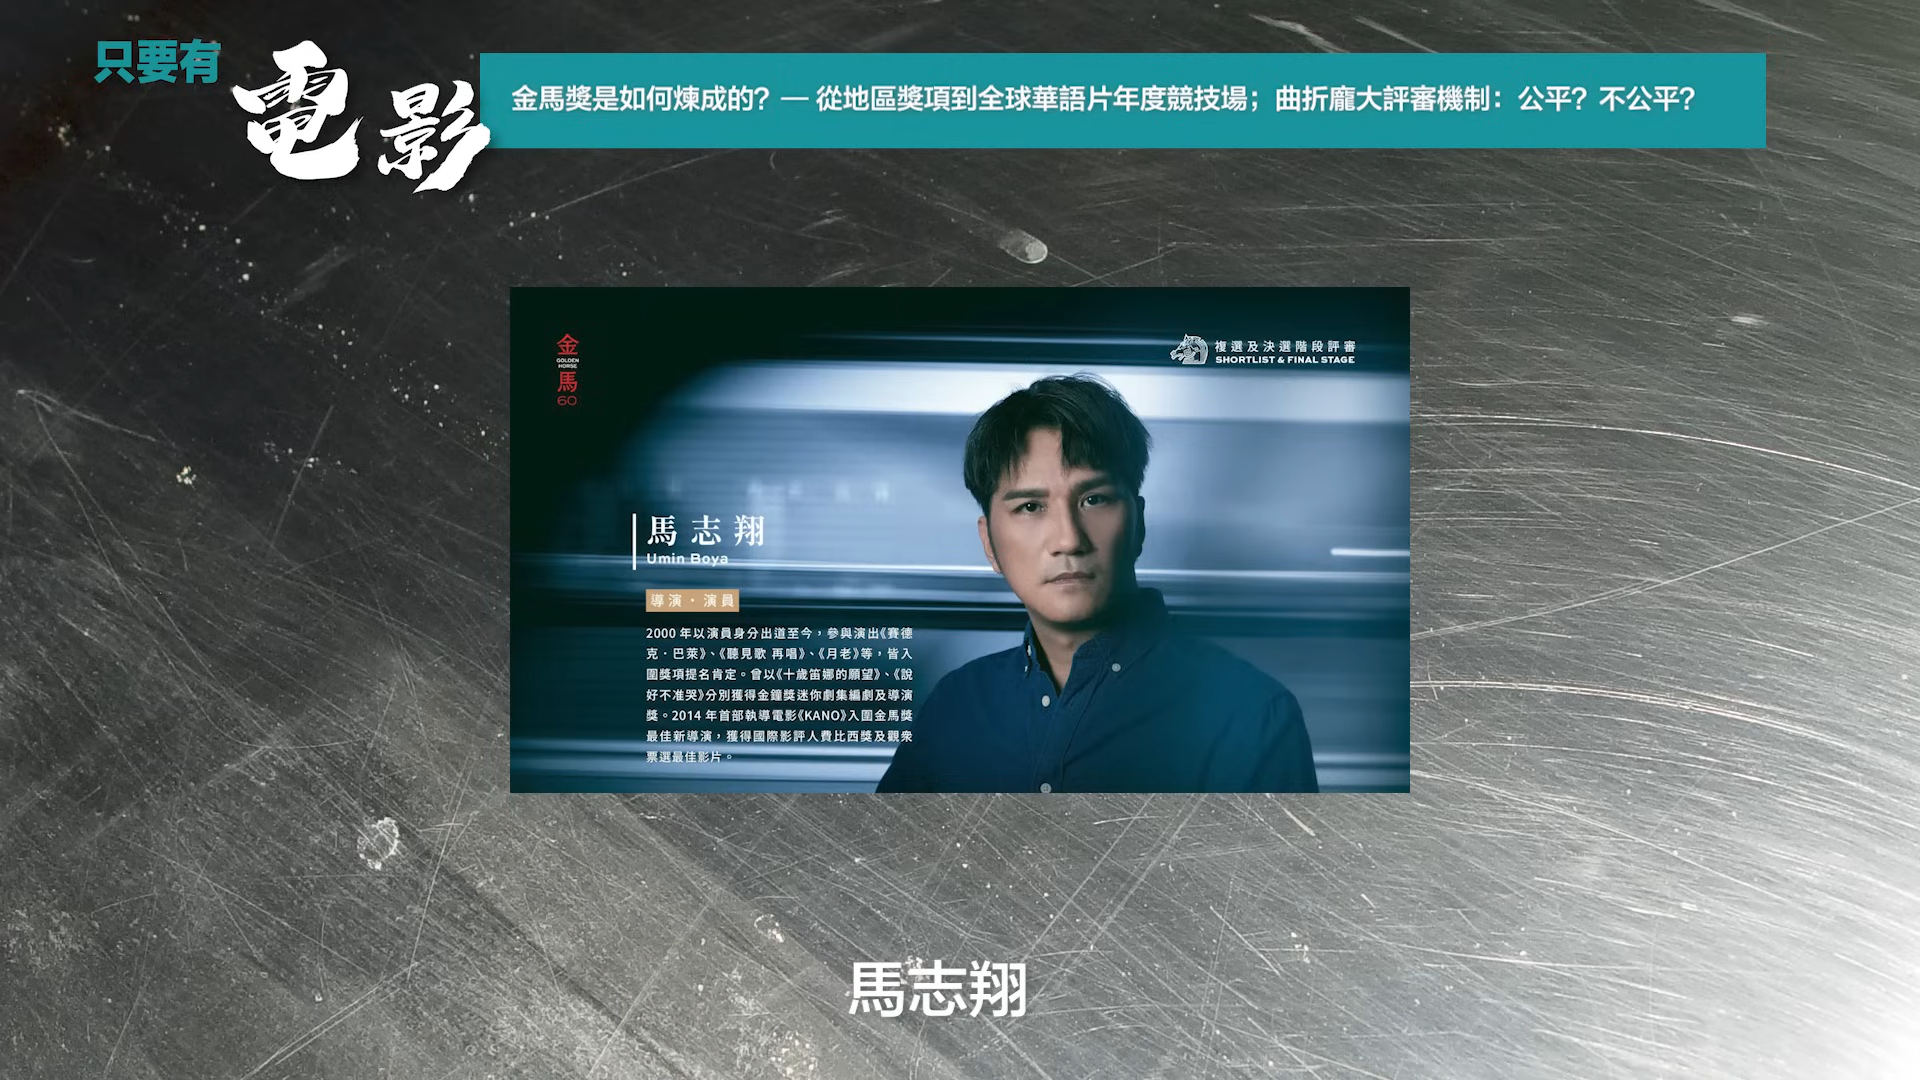 只要有
電影
金馬獎是如何煉成的？— 從地區獎項到全球華語片年度競技場；曲折龐大評審機制：公平？不公平？
金
GOLDEN
HORSE
馬
60
複選及決選階段評審
SHORTLIST & FINAL STAGE
馬志翔
Umin Boya
導演・演員
2000 年以演員身分出道至今，參與演出《賽德
克・巴萊》、《聽見歌 再唱》、《月老》等，皆入
圍獎項提名肯定。曾以《十歲笛娜的願望》、《說
好不准哭》分別獲得金鐘獎迷你劇集編劇及導演
獎。2014 年首部執導電影《KANO》入圍金馬獎
最佳新導演，獲得國際影評人費比西獎及觀眾
票選最佳影片。
馬志翔